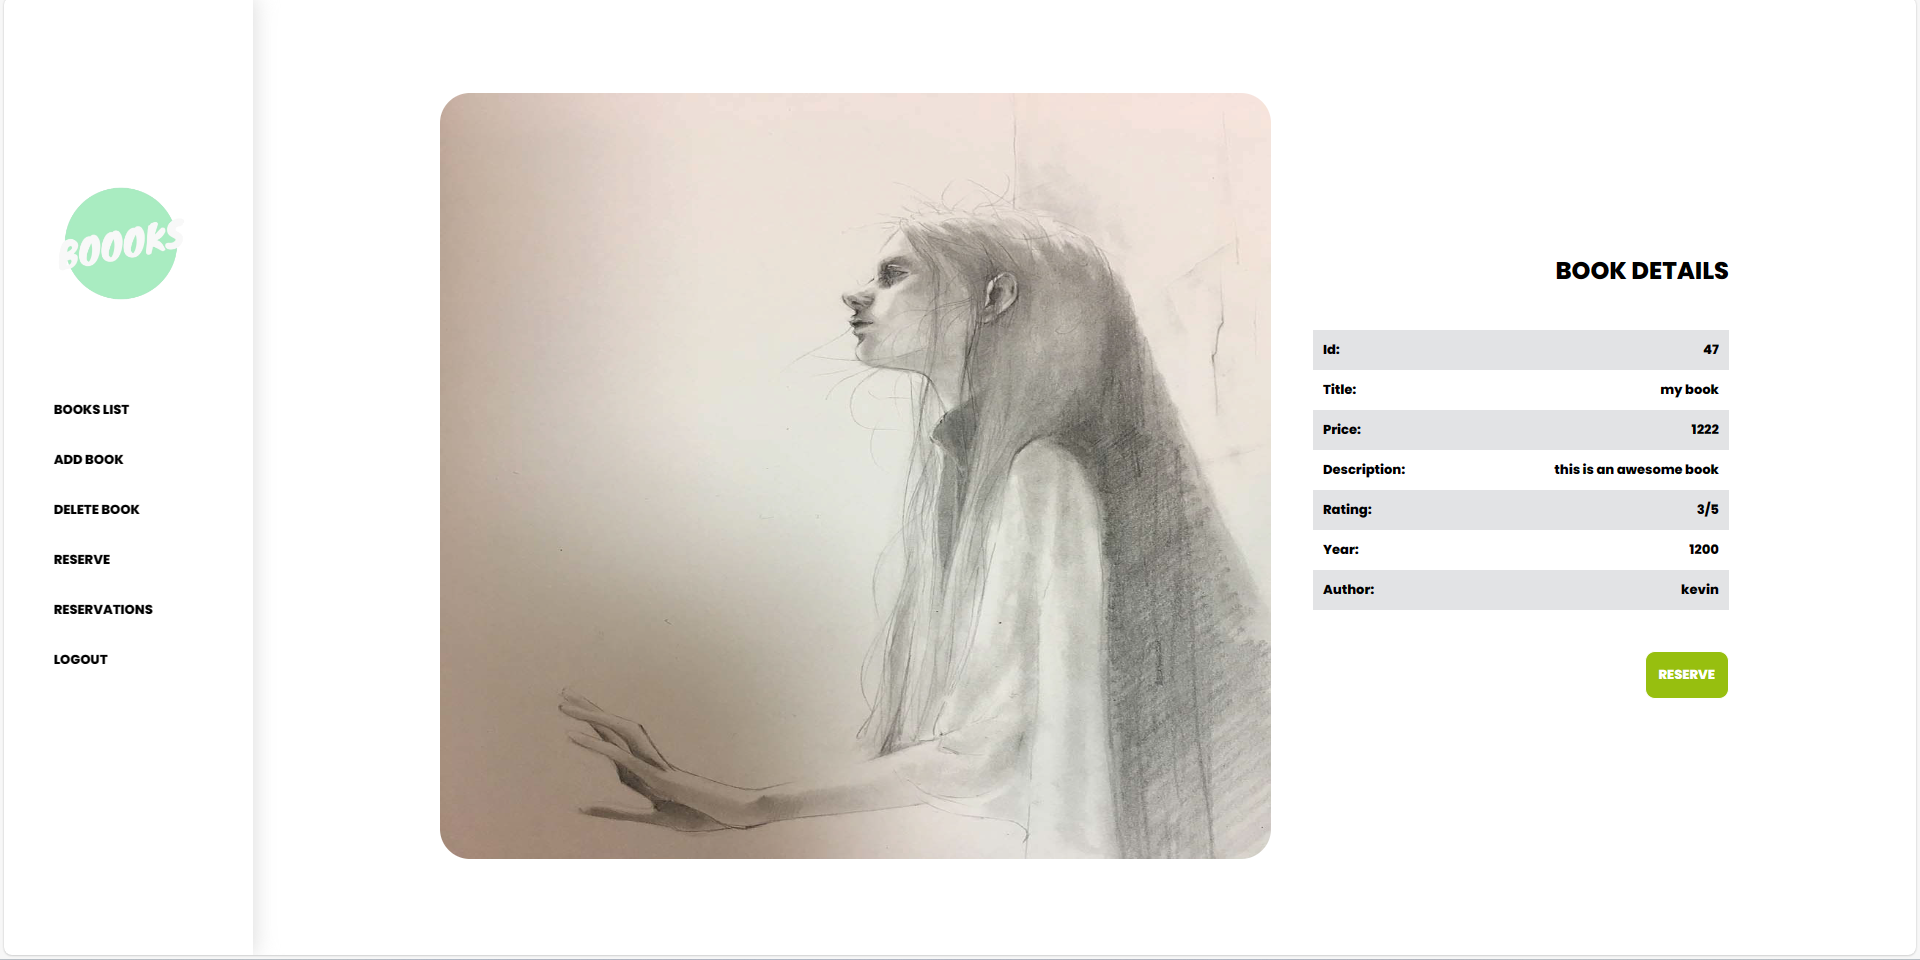 BOOOKS
BOOKS LIST
ADD BOOK
DELETE BOOK
RESERVE
RESERVATIONS
LOGOUT
BOOK DETAILS
Id: 47
Title: my book
Price: 1222
Description: this is an awesome book
Rating: 3/5
Year: 1200
Author: kevin
RESERVE